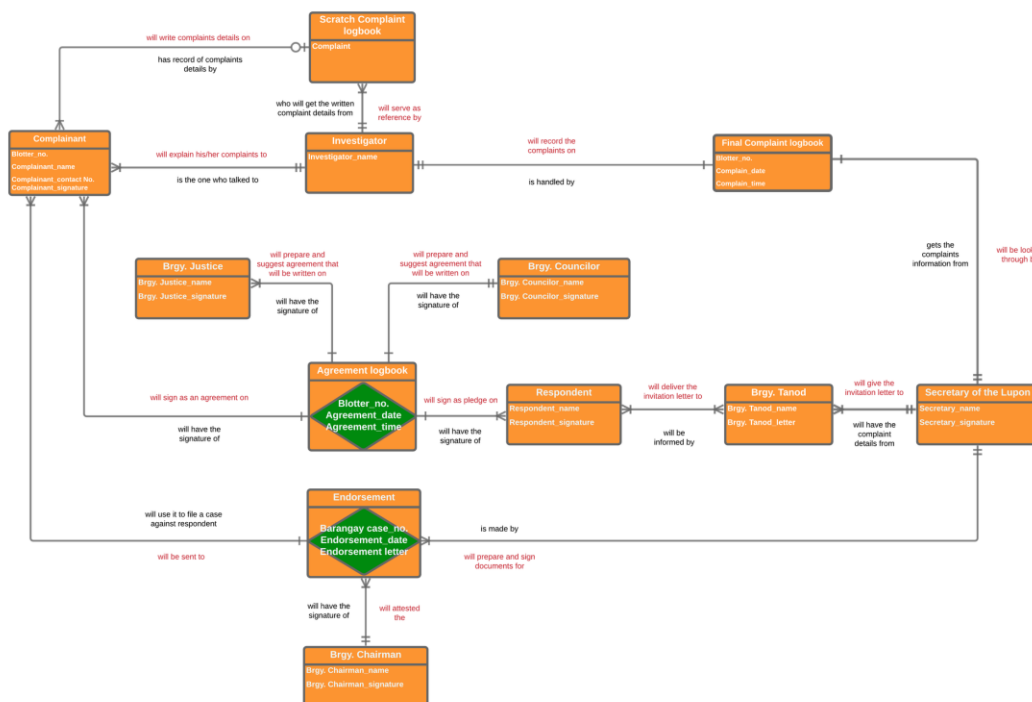 Scratch Complaint
logbook
Complaint
will write complaints details on
has record of complaints
details by
who will get the written
complaint details from
will serve as
reference by
Complainant
Blotter_no.
Complainant_name
Complainant_contact No.
Complainant_signature
will explain his/her complaints to
is the one who talked to
Investigator
Investigator_name
will record the
complaints on
is handled by
Final Complaint logbook
Blotter_no.
Complain_date
Complain_time
gets the
complaints
information from
will be
through
Brgy. Justice
Brgy. Justice_name
Brgy. Justice_signature
will prepare and
suggest agreement that
will be written on
will have the
signature of
will prepare and
suggest agreement that
will be written on
will have the
signature of
Brgy. Councilor
Brgy. Councilor_name
Brgy. Councilor_signature
will sign as an agreement on
will have the
signature of
Agreement logbook
Blotter_no.
Agreement_date
Agreement_time
will sign as pledge on
will have the
signature of
Respondent
Respondent_name
Respondent_signature
will deliver the
invitation letter to
will be
informed by
Brgy. Tanod
Brgy. Tanod_name
Brgy. Tanod_letter
will give the
invitation letter to
will have the
complaint
details from
Secretary of the Lupon
Secretary_name
Secretary_signature
will use it to file a case
against respondent
will be sent to
Endorsement
Barangay case_no.
Endorsement_date
Endorsement letter
is made by
will prepare and sign
documents for
will have the
signature of
will attested
the
Brgy. Chairman
Brgy. Chairman_name
Brgy. Chairman_signature